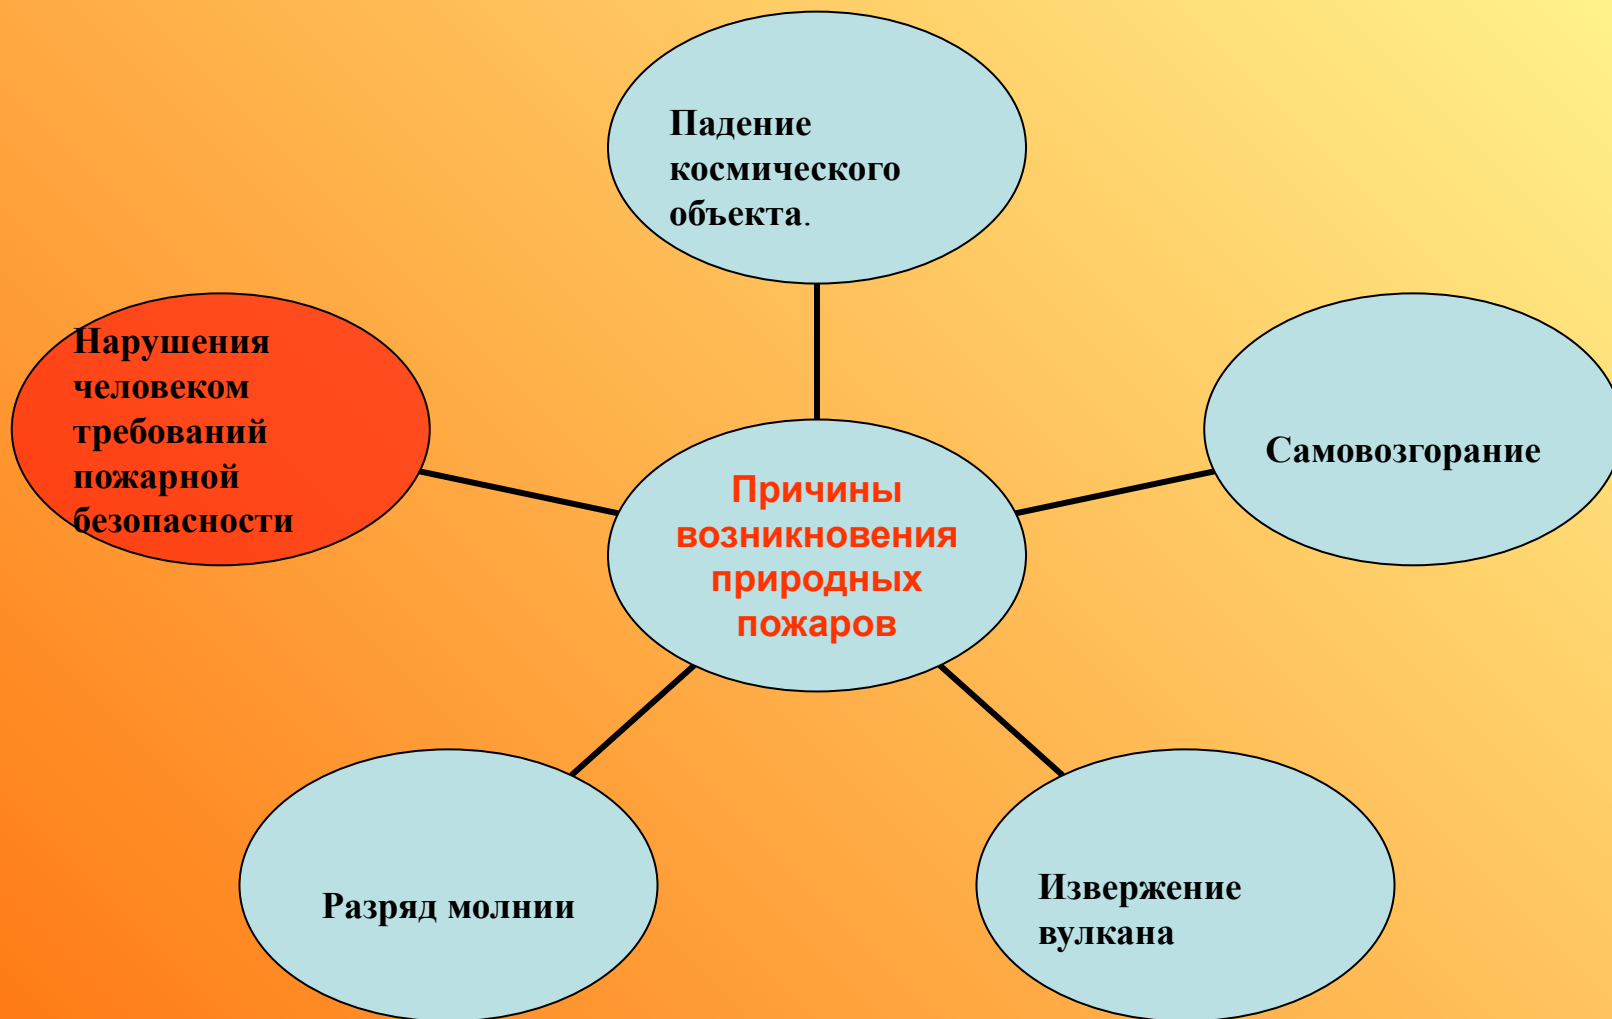 Падение
космического
объекта.
Нарушения
человеком
требований
пожарной
безопасности
Самовозгорание
Причины
возникновения
природных
пожаров
Разряд молнии
Извержение
вулкана